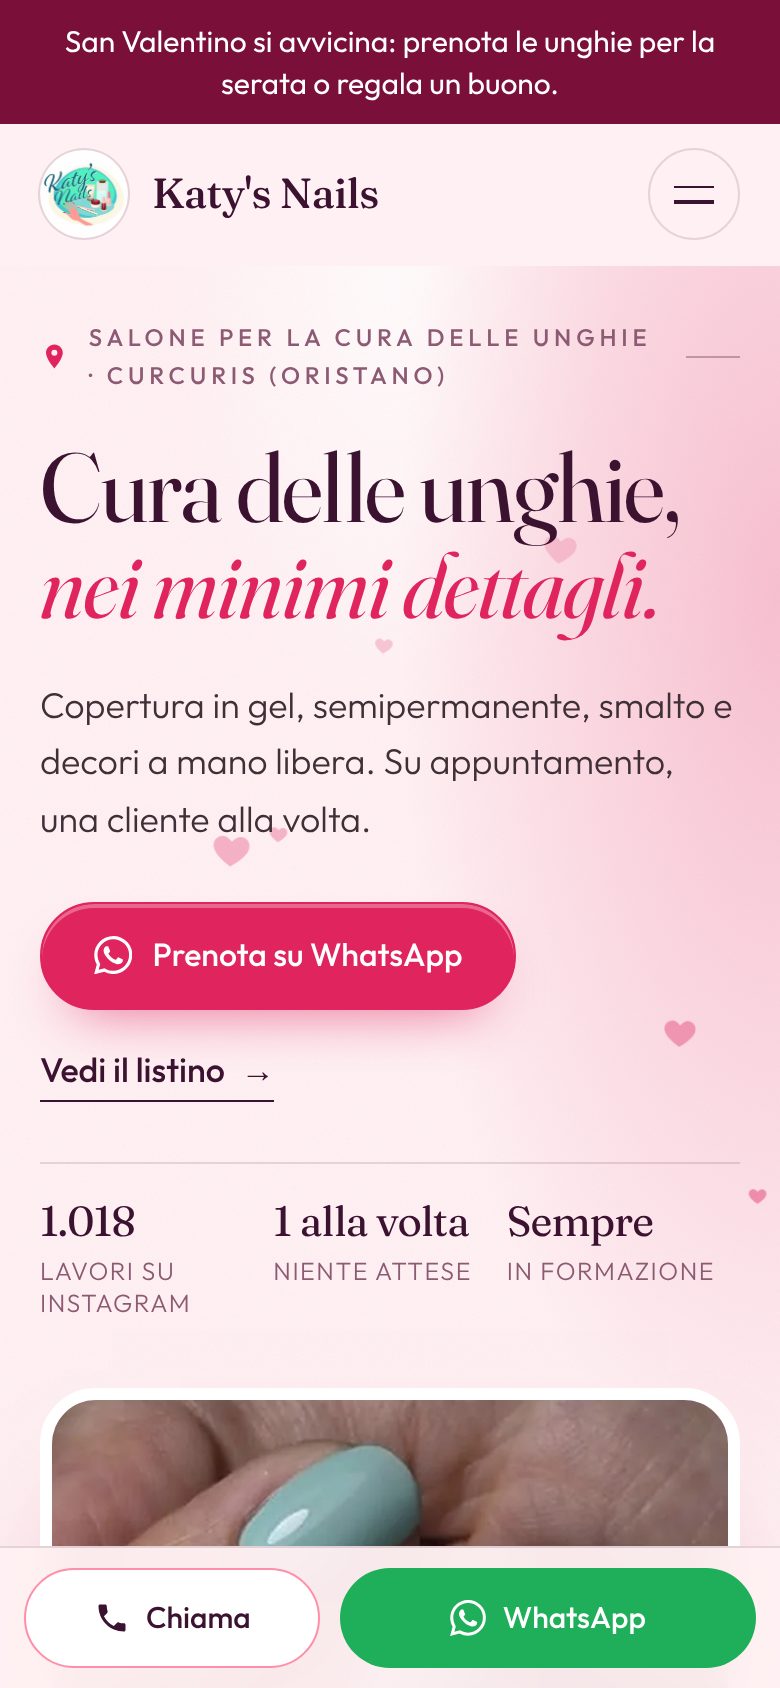 San Valentino si avvicina: prenota le unghie per la
serata o regala un buono.
Katy's
Nails
Katy's Nails
SALONE PER LA CURA DELLE UNGHIE
· CURCURIS (ORISTANO)
Cura delle unghie,
nei minimi dettagli.
Copertura in gel, semipermanente, smalto e
decori a mano libera. Su appuntamento,
una cliente alla volta.
Prenota su WhatsApp
Vedi il listino →
1.018
LAVORI SU
INSTAGRAM
1 alla volta
NIENTE ATTESE
Sempre
IN FORMAZIONE
Chiama
WhatsApp